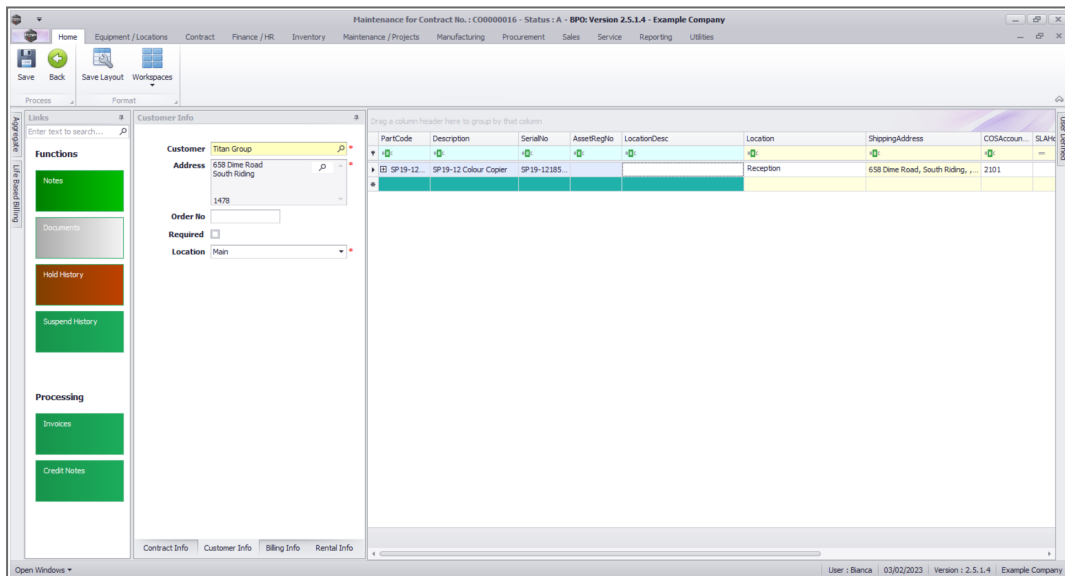 Maintenance for Contract No. : CO0000016 - Status : A - BPO: Version 2.5.1.4 - Example Company
Home Equipment / Locations Contract Finance / HR Inventory Maintenance / Projects Manufacturing Procurement Sales Service Reporting Utilities
Save Back Save Layout Workspaces
Process Format
Aggregate
Life Based Billing
Links
Enter text to search...
Functions
Notes
Documents
Hold History
Suspend History
Processing
Invoices
Credit Notes
Customer Info
Customer Titan Group *
Address 658 Dime Road *
South Riding
1478
Order No
Required
Location Main *
Contract Info Customer Info Billing Info Rental Info
Drag a column header here to group by that column
PartCode Description SerialNo AssetRegNo LocationDesc Location ShippingAddress COSAccoun... SLAHo
SP19-12... SP19-12 Colour Copier SP19-12185... Reception 658 Dime Road, South Riding, ,... 2101
User Defined
Open Windows
User : Bianca 03/02/2023 Version : 2.5.1.4 Example Company